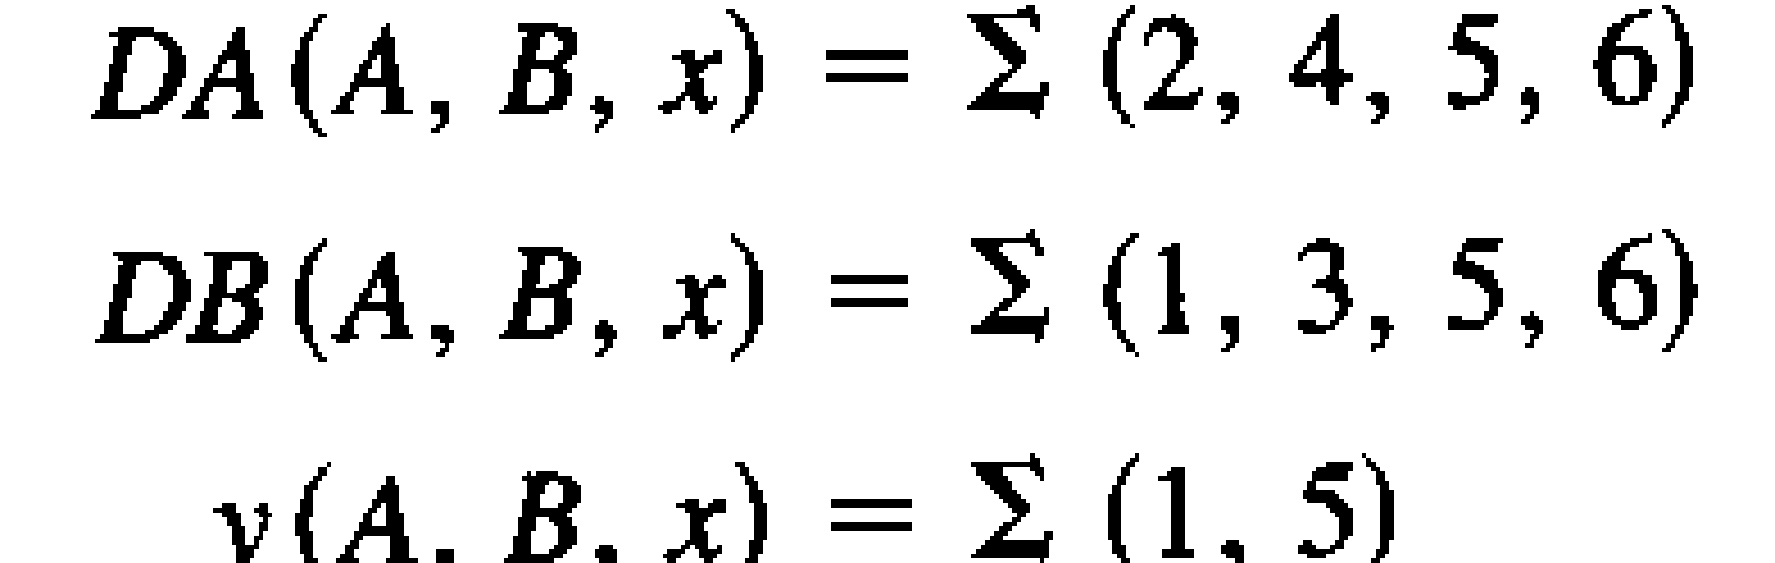 DA(A, B, x) = Σ (2, 4, 5, 6)
DB(A, B, x) = Σ (1, 3, 5, 6)
y(A, B, x) = Σ (1, 5)